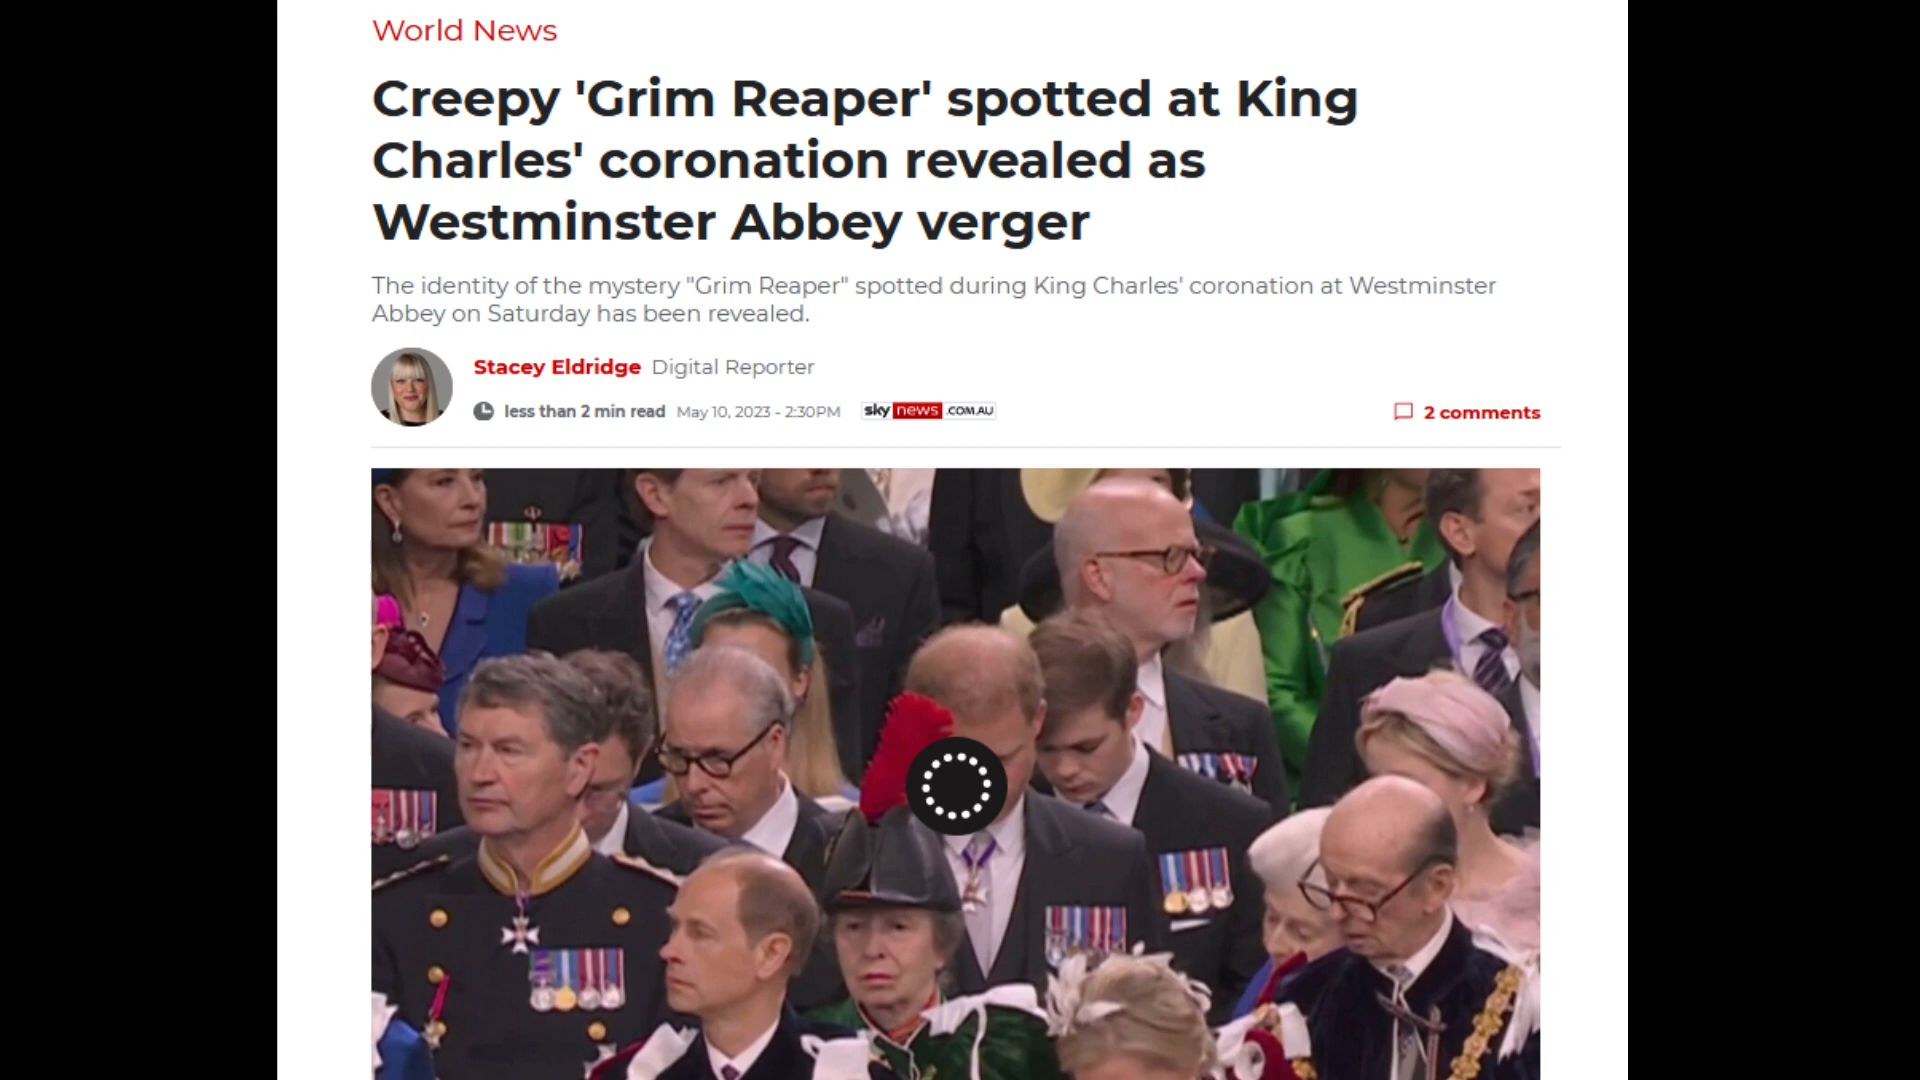 World News
Creepy 'Grim Reaper' spotted at King
Charles' coronation revealed as
Westminster Abbey verger
The identity of the mystery "Grim Reaper" spotted during King Charles' coronation at Westminster
Abbey on Saturday has been revealed.
Stacey Eldridge Digital Reporter
less than 2 min read May 10, 2023 - 2:30PM sky news .COM.AU 2 comments